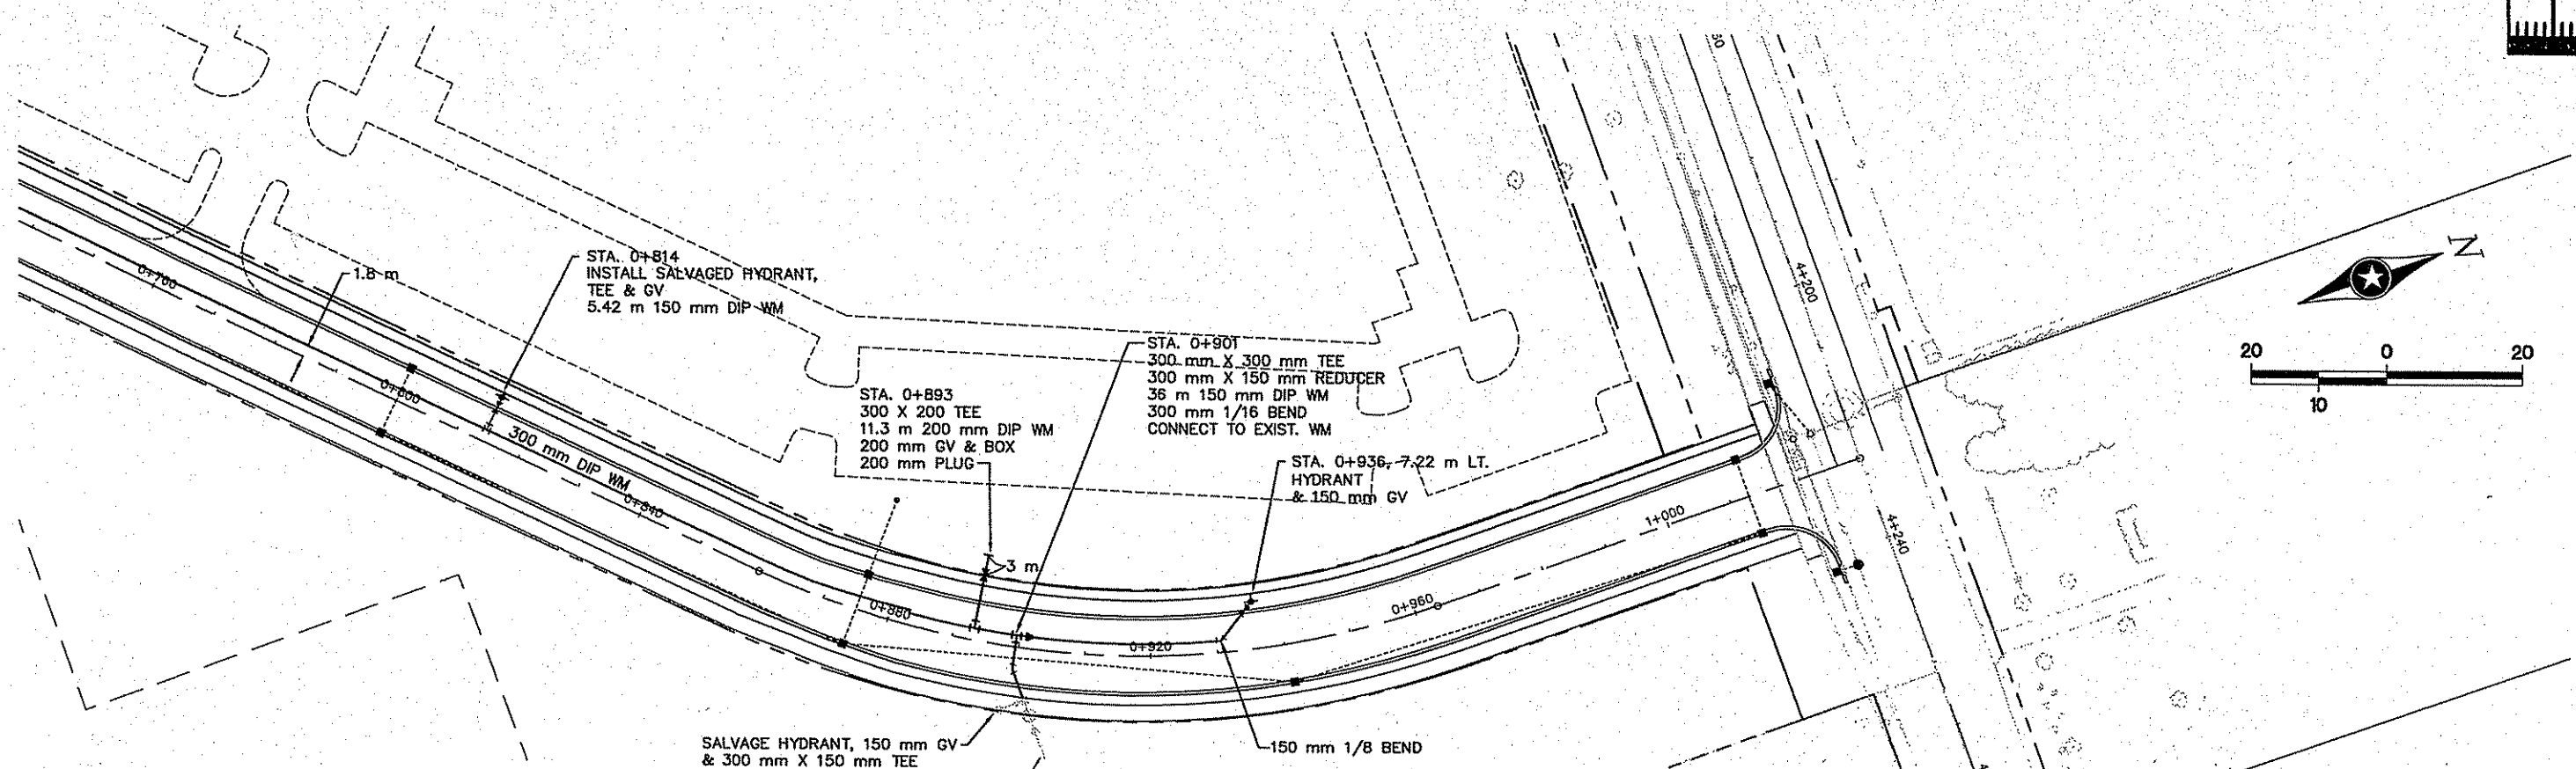 STA. 0+814
INSTALL SALVAGED HYDRANT,
TEE & GV
5.42 m 150 mm DIP WM
1.8 m
0+760
0+800
300 mm DIP WM
0+840
STA. 0+893
300 X 200 TEE
11.3 m 200 mm DIP WM
200 mm GV & BOX
200 mm PLUG
3 m
0+880
STA. 0+901
300 mm X 300 mm TEE
300 mm X 150 mm REDUCER
36 m 150 mm DIP WM
300 mm 1/16 BEND
CONNECT TO EXIST. WM
STA. 0+936, 7.22 m LT.
HYDRANT
& 150 mm GV
0+920
0+960
1+000
4+200
4+240
SALVAGE HYDRANT, 150 mm GV
& 300 mm X 150 mm TEE
150 mm 1/8 BEND
N
20 0 20
10